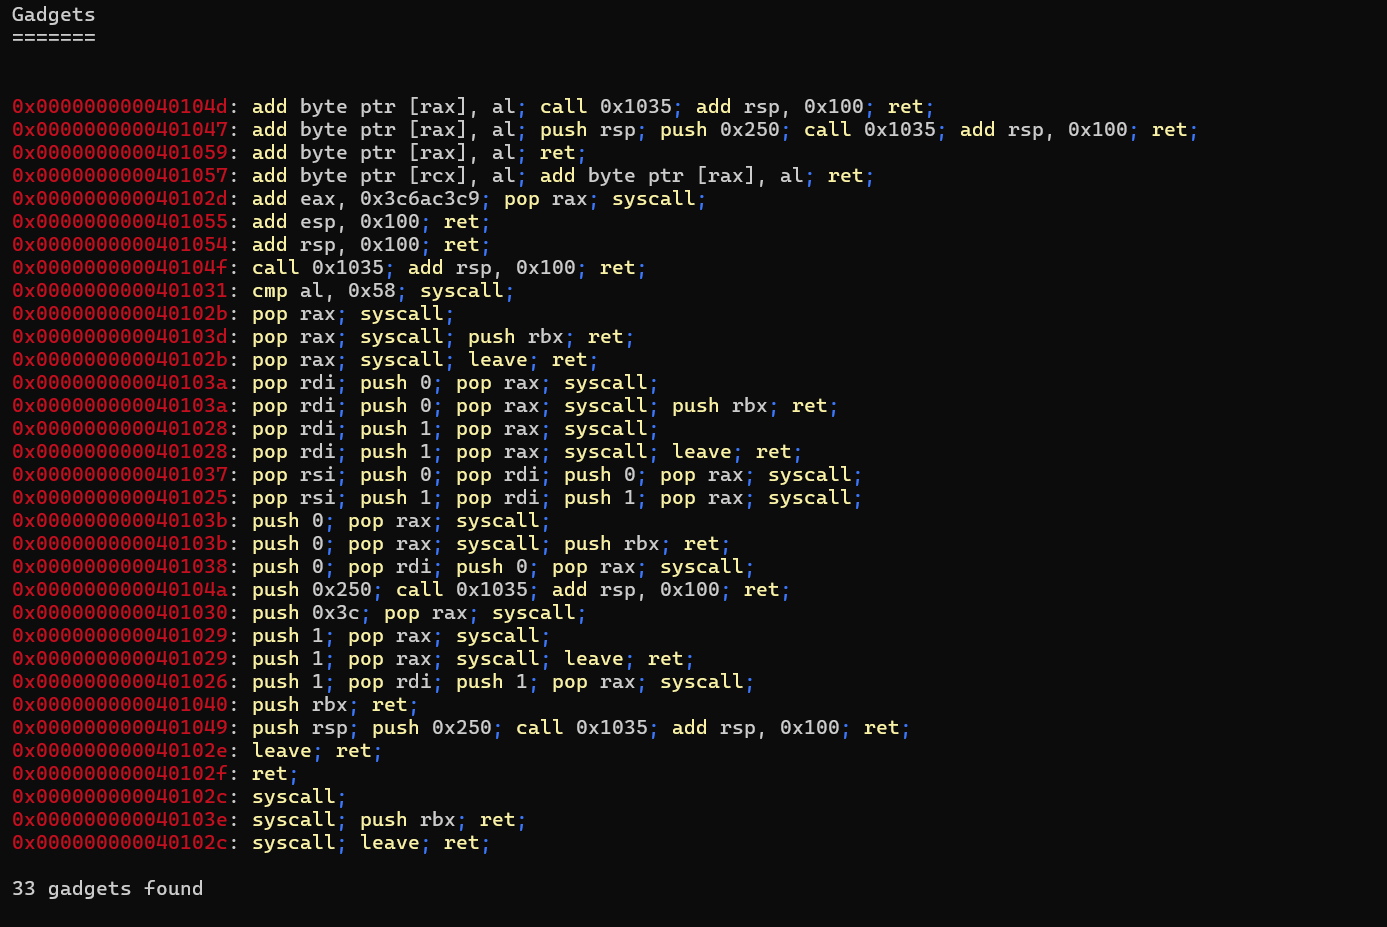 Gadgets
=======
0x000000000040104d: add byte ptr [rax], al; call 0x1035; add rsp, 0x100; ret;
0x0000000000401047: add byte ptr [rax], al; push rsp; push 0x250; call 0x1035; add rsp, 0x100; ret;
0x0000000000401059: add byte ptr [rax], al; ret;
0x0000000000401057: add byte ptr [rcx], al; add byte ptr [rax], al; ret;
0x000000000040102d: add eax, 0x3c6ac3c9; pop rax; syscall;
0x0000000000401055: add esp, 0x100; ret;
0x0000000000401054: add rsp, 0x100; ret;
0x000000000040104f: call 0x1035; add rsp, 0x100; ret;
0x0000000000401031: cmp al, 0x58; syscall;
0x000000000040102b: pop rax; syscall;
0x000000000040103d: pop rax; syscall; push rbx; ret;
0x000000000040102b: pop rax; syscall; leave; ret;
0x000000000040103a: pop rdi; push 0; pop rax; syscall;
0x000000000040103a: pop rdi; push 0; pop rax; syscall; push rbx; ret;
0x0000000000401028: pop rdi; push 1; pop rax; syscall;
0x0000000000401028: pop rdi; push 1; pop rax; syscall; leave; ret;
0x0000000000401037: pop rsi; push 0; pop rdi; push 0; pop rax; syscall;
0x0000000000401025: pop rsi; push 1; pop rdi; push 1; pop rax; syscall;
0x000000000040103b: push 0; pop rax; syscall;
0x000000000040103b: push 0; pop rax; syscall; push rbx; ret;
0x0000000000401038: push 0; pop rdi; push 0; pop rax; syscall;
0x000000000040104a: push 0x250; call 0x1035; add rsp, 0x100; ret;
0x0000000000401030: push 0x3c; pop rax; syscall;
0x0000000000401029: push 1; pop rax; syscall;
0x0000000000401029: push 1; pop rax; syscall; leave; ret;
0x0000000000401026: push 1; pop rdi; push 1; pop rax; syscall;
0x0000000000401040: push rbx; ret;
0x0000000000401049: push rsp; push 0x250; call 0x1035; add rsp, 0x100; ret;
0x000000000040102e: leave; ret;
0x000000000040102f: ret;
0x000000000040102c: syscall;
0x000000000040103e: syscall; push rbx; ret;
0x000000000040102c: syscall; leave; ret;
33 gadgets found